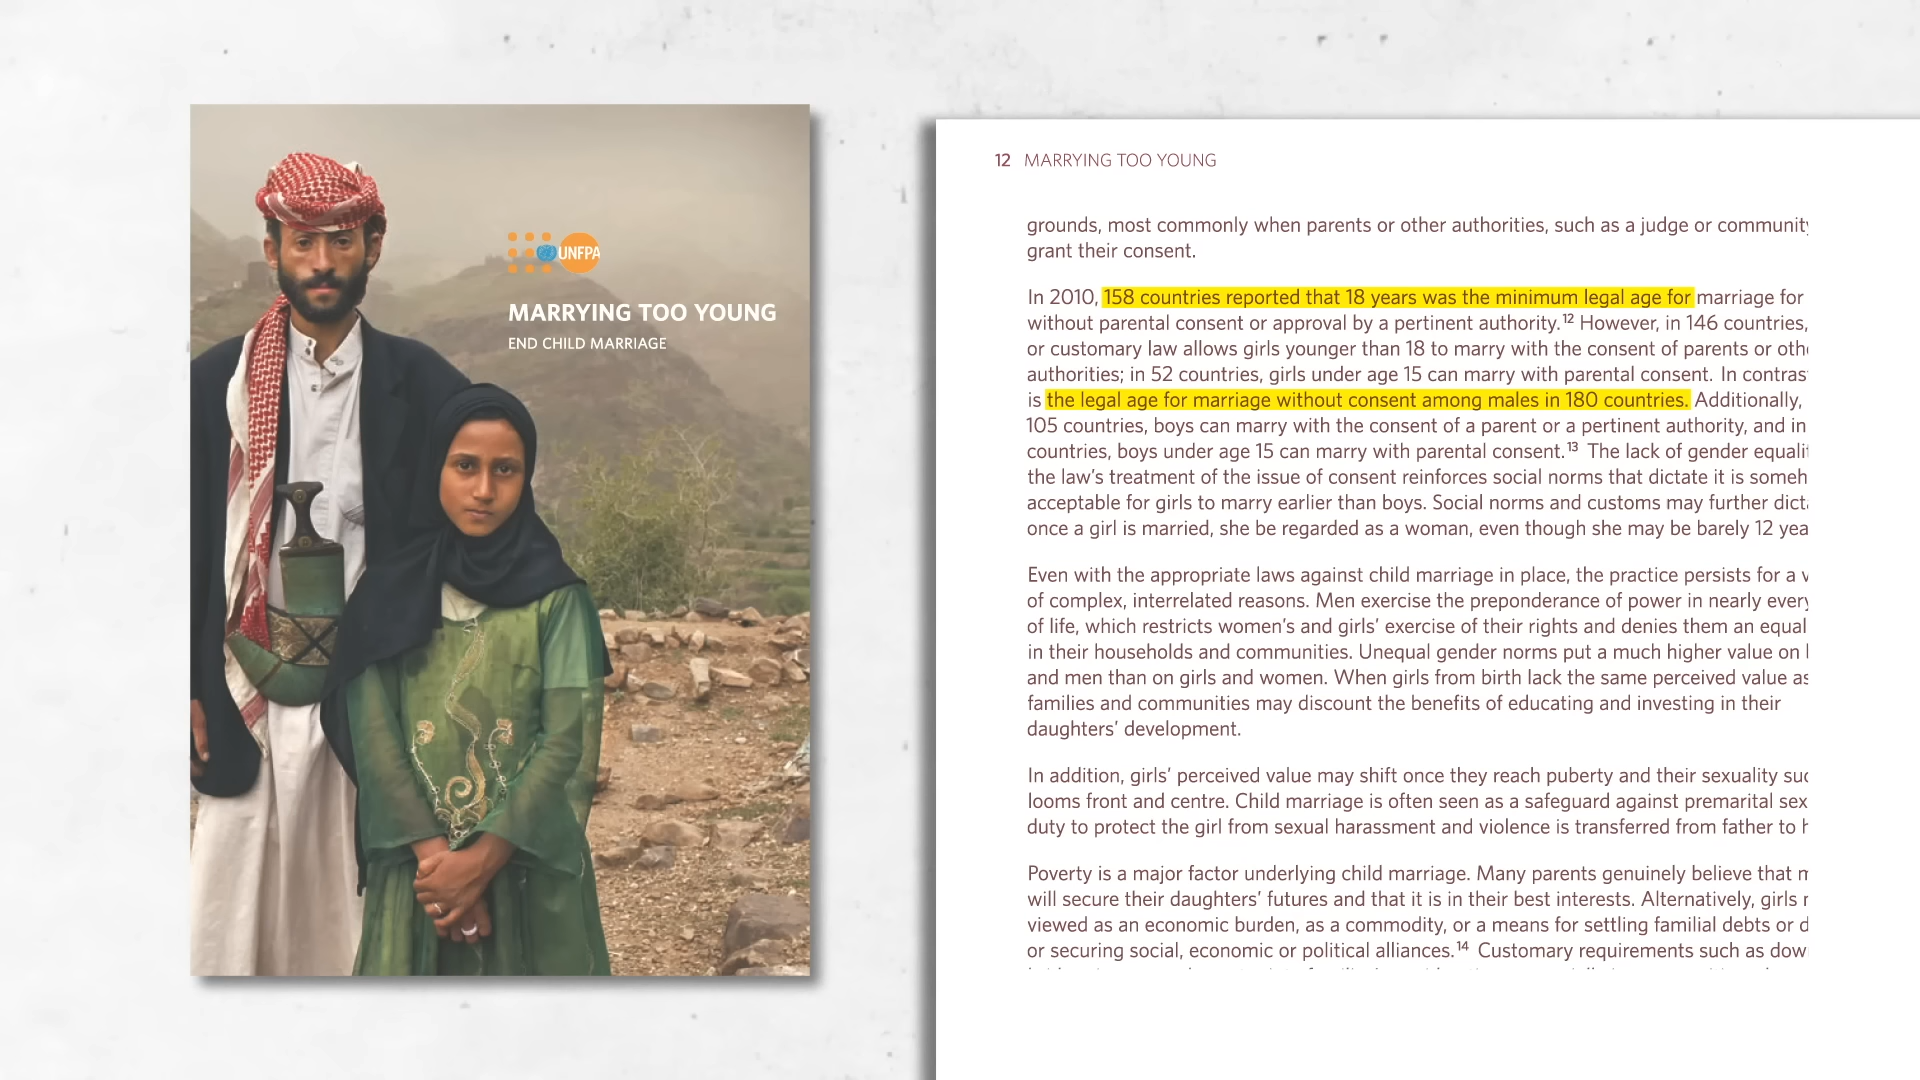 UNFPA
MARRYING TOO YOUNG
END CHILD MARRIAGE
12 MARRYING TOO YOUNG
grounds, most commonly when parents or other authorities, such as a judge or community
grant their consent.
In 2010, 158 countries reported that 18 years was the minimum legal age for marriage for
without parental consent or approval by a pertinent authority.¹² However, in 146 countries,
or customary law allows girls younger than 18 to marry with the consent of parents or
authorities; in 52 countries, girls under age 15 can marry with parental consent. In
is the legal age for marriage without consent among males in 180 countries. Additionally,
105 countries, boys can marry with the consent of a parent or a pertinent authority, and in
countries, boys under age 15 can marry with parental consent.¹³ The lack of gender
the law's treatment of the issue of consent reinforces social norms that dictate it is
acceptable for girls to marry earlier than boys. Social norms and customs may further
once a girl is married, she be regarded as a woman, even though she may be barely 12
Even with the appropriate laws against child marriage in place, the practice persists for a
of complex, interrelated reasons. Men exercise the preponderance of power in nearly every
of life, which restricts women's and girls' exercise of their rights and denies them an equal
in their households and communities. Unequal gender norms put a much higher value on
and men than on girls and women. When girls from birth lack the same perceived value as
families and communities may discount the benefits of educating and investing in their
daughters' development.
In addition, girls' perceived value may shift once they reach puberty and their sexuality
looms front and centre. Child marriage is often seen as a safeguard against premarital sex
duty to protect the girl from sexual harassment and violence is transferred from father to
Poverty is a major factor underlying child marriage. Many parents genuinely believe that
will secure their daughters' futures and that it is in their best interests. Alternatively, girls
viewed as an economic burden, as a commodity, or a means for settling familial debts or
or securing social, economic or political alliances.¹⁴ Customary requirements such as